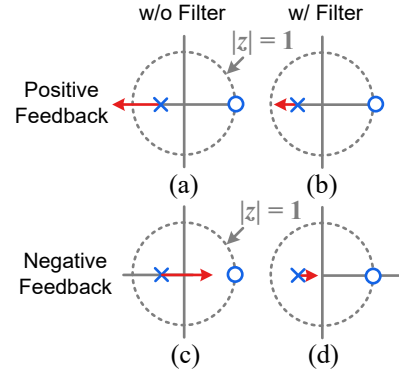 w/o Filter
w/ Filter
|z| = 1
Positive
Feedback
(a)
(b)
|z| = 1
Negative
Feedback
(c)
(d)